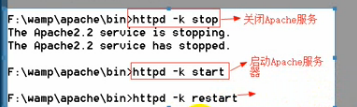 F:\wamp\apache\bin>httpd -k stop
关闭Apache服务
The Apache2.2 service is stopping.
The Apache2.2 service has stopped.
F:\wamp\apache\bin>httpd -k start
启动Apache服务
器
F:\wamp\apache\bin>httpd -k restart